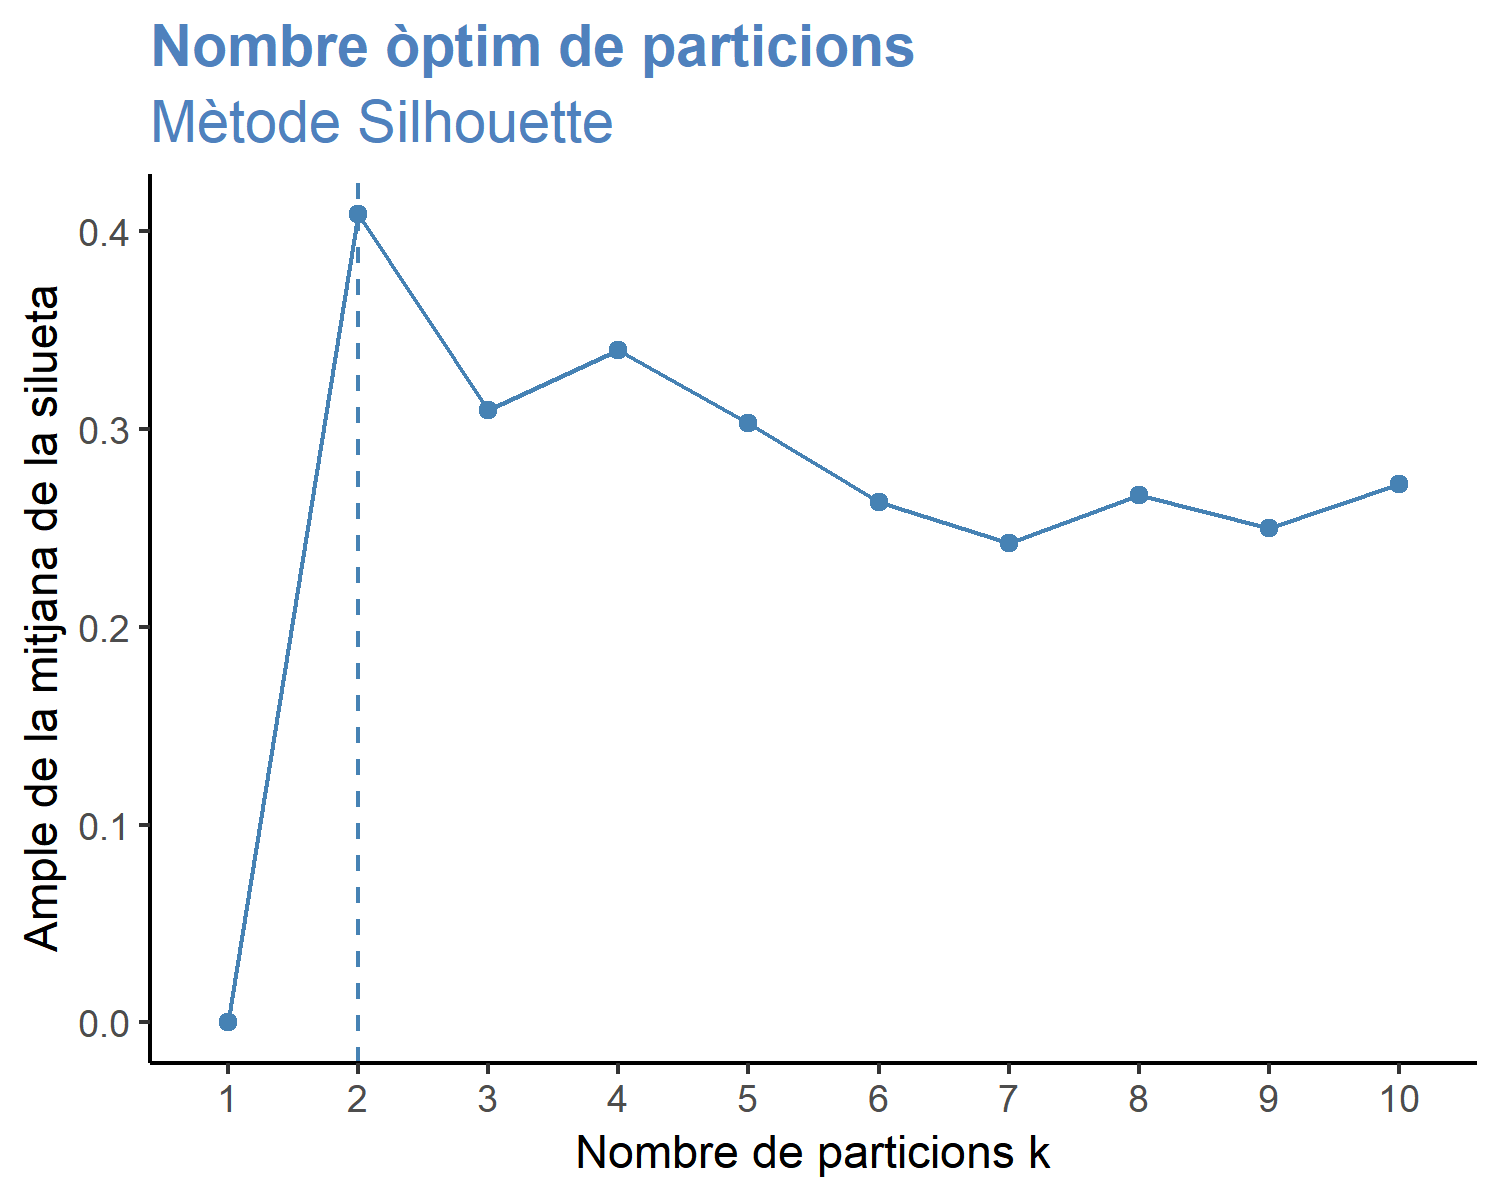 Nombre òptim de particions
Mètode Silhouette
Ample de la mitjana de la silueta
0.4
0.3
0.2
0.1
0.0
1 2 3 4 5 6 7 8 9 10
Nombre de particions k